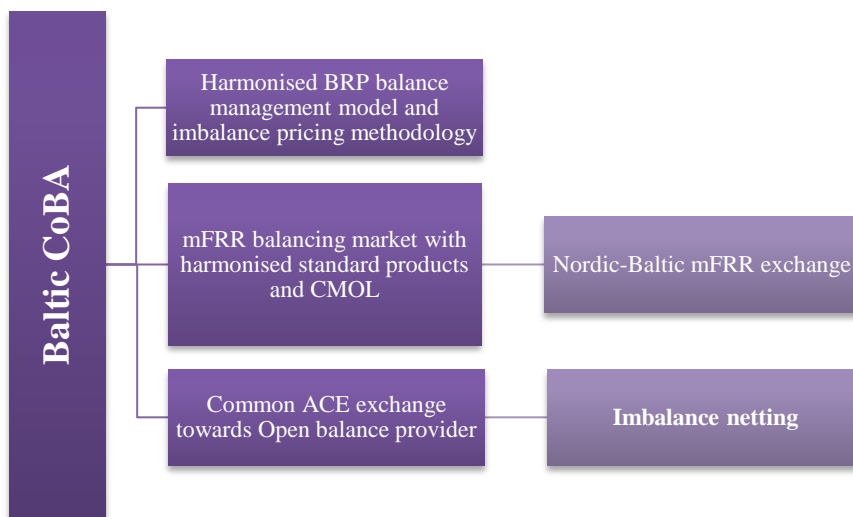 Baltic CoBA
Harmonised BRP balance
management model and
imbalance pricing methodology
mFRR balancing market with
harmonised standard products
and CMOL
Nordic-Baltic mFRR exchange
Common ACE exchange
towards Open balance provider
Imbalance netting